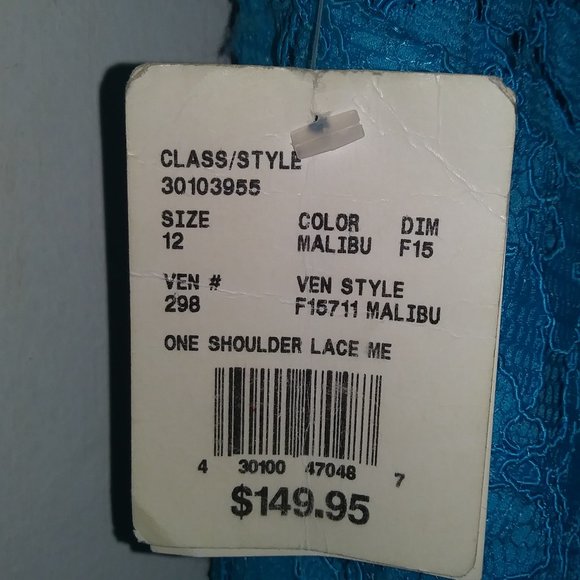 CLASS/STYLE
30103955
SIZE COLOR DIM
12 MALIBU F15
VEN # VEN STYLE
298 F15711 MALIBU
ONE SHOULDER LACE ME
4 30100 47048 7
$149.95